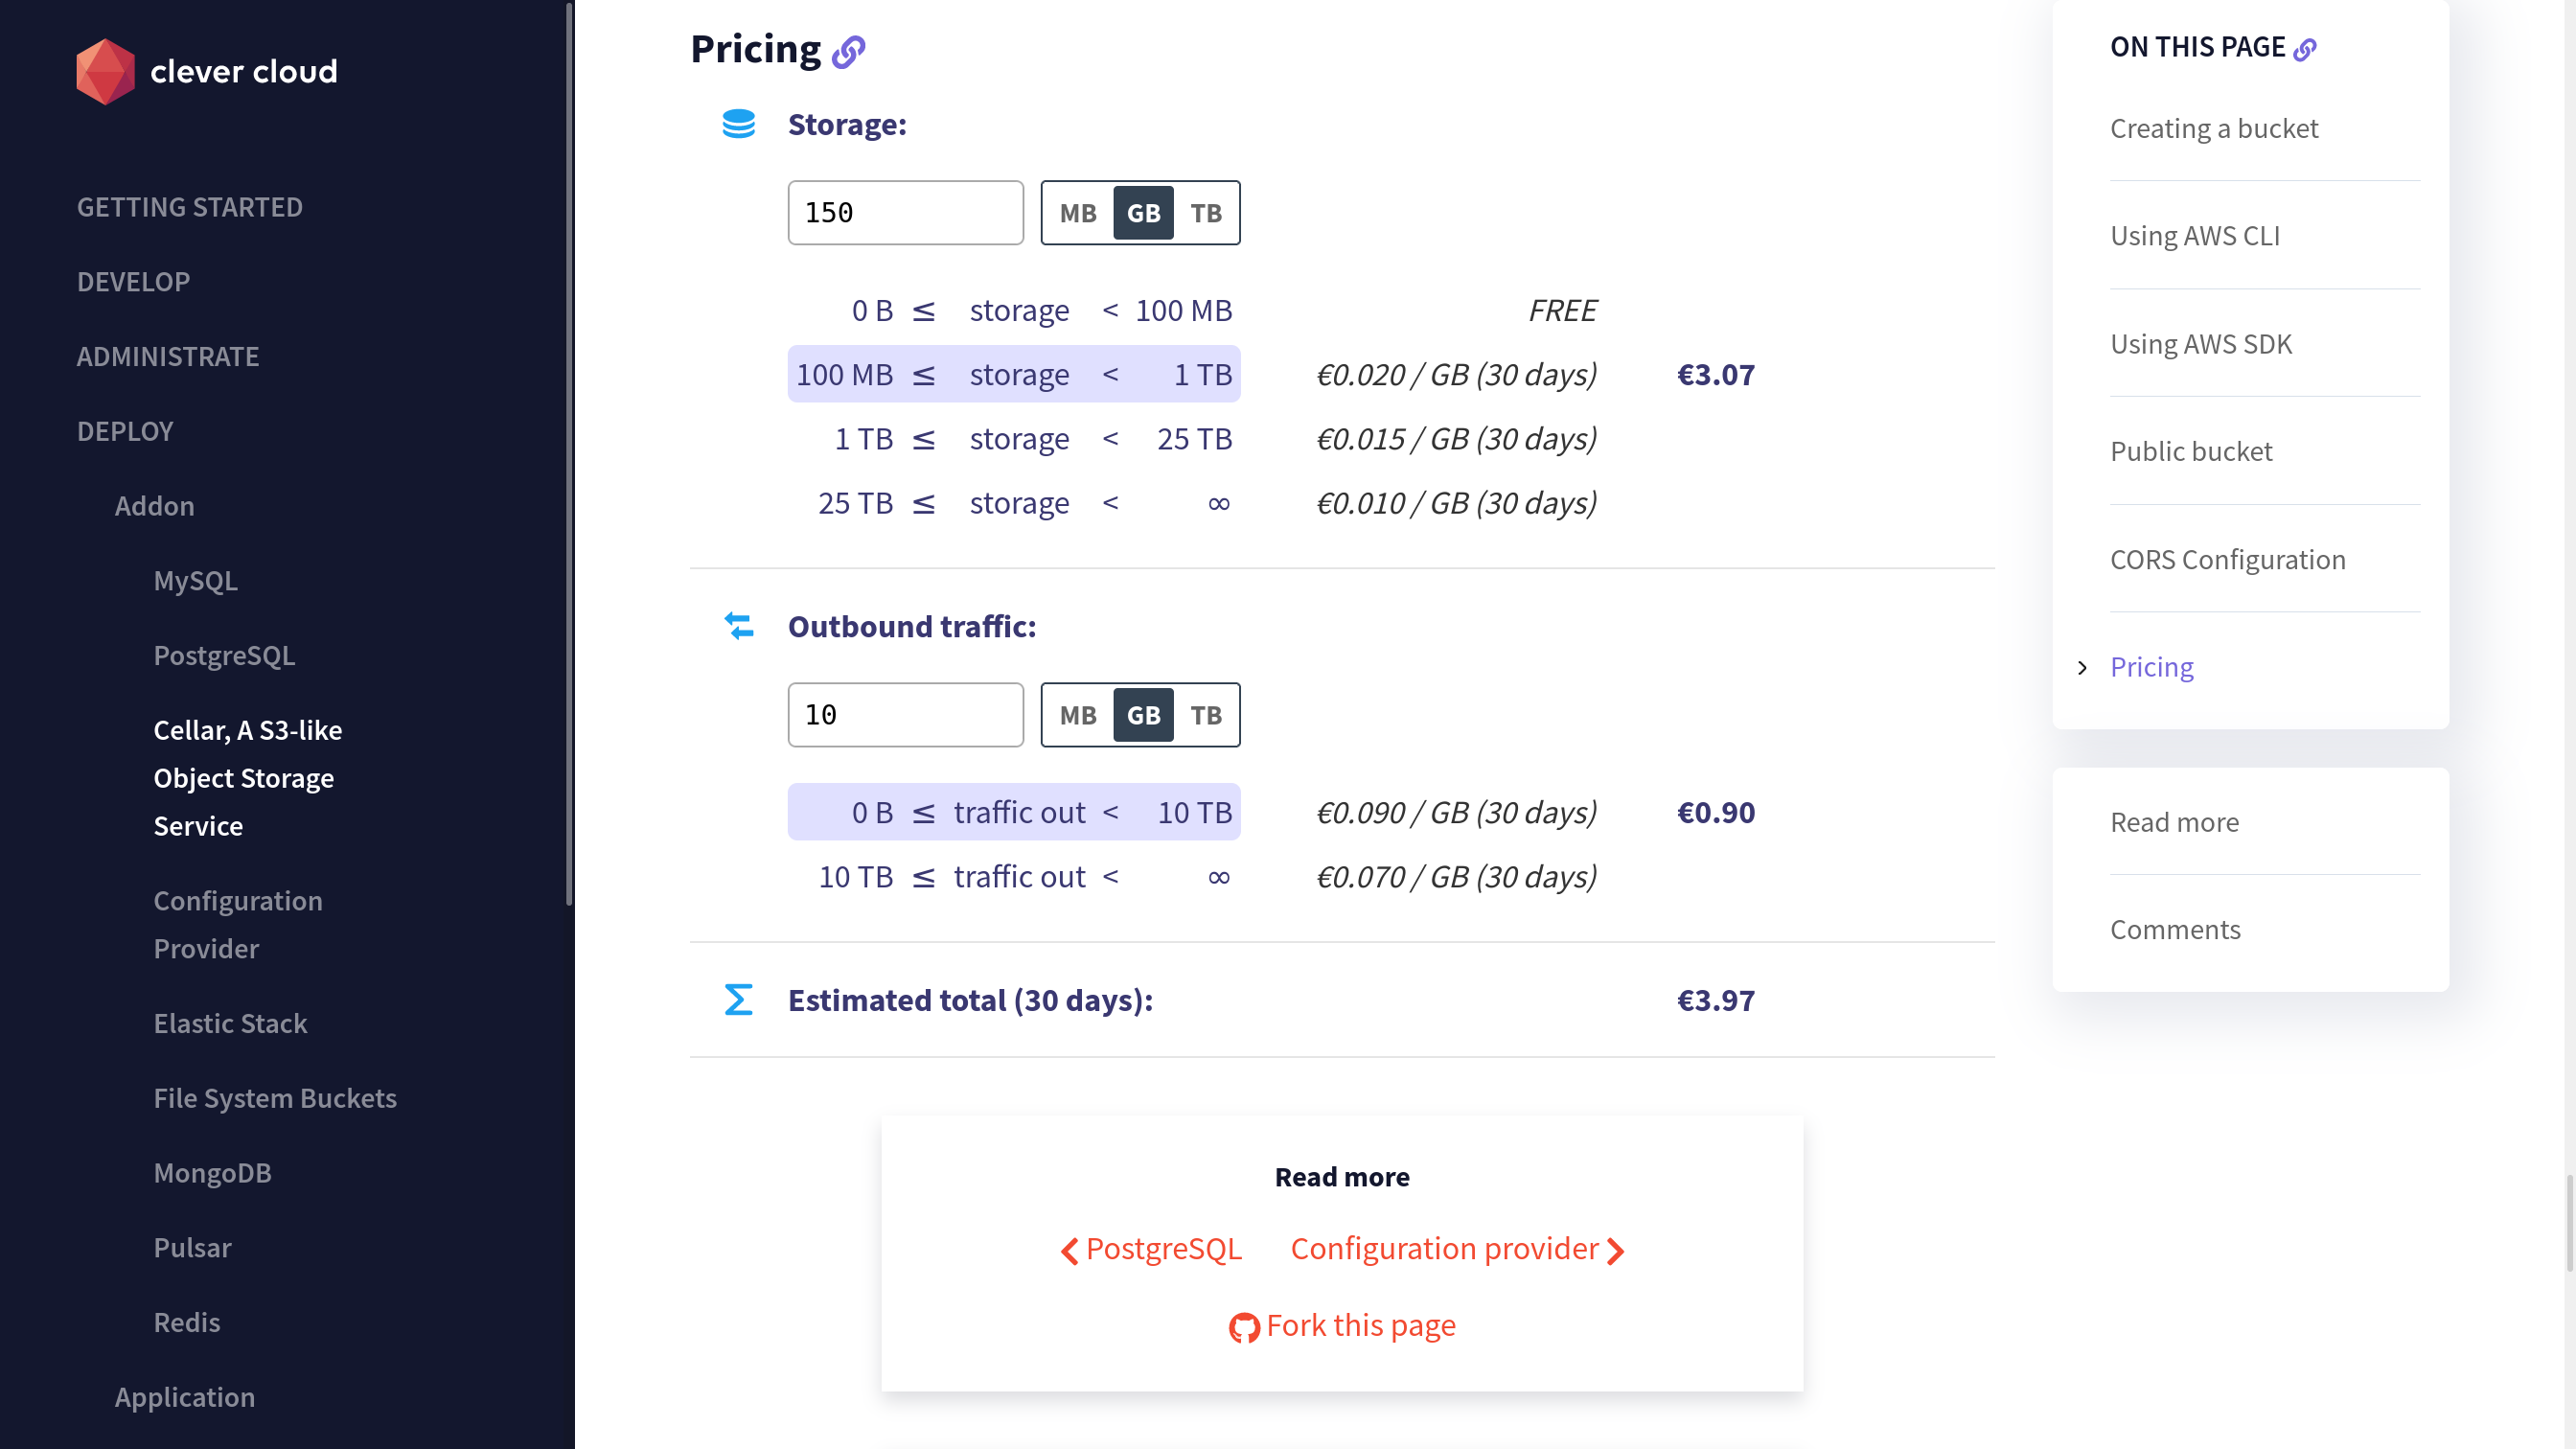 clever cloud
GETTING STARTED
DEVELOP
ADMINISTRATE
DEPLOY
Addon
MySQL
PostgreSQL
Cellar, A S3-like
Object Storage
Service
Configuration
Provider
Elastic Stack
File System Buckets
MongoDB
Pulsar
Redis
Application
Pricing
Storage:
150 MB GB TB
0 B ≤ storage < 100 MB FREE
100 MB ≤ storage < 1 TB €0.020 / GB (30 days) €3.07
1 TB ≤ storage < 25 TB €0.015 / GB (30 days)
25 TB ≤ storage < ∞ €0.010 / GB (30 days)
Outbound traffic:
10 MB GB TB
0 B ≤ traffic out < 10 TB €0.090 / GB (30 days) €0.90
10 TB ≤ traffic out < ∞ €0.070 / GB (30 days)
Estimated total (30 days): €3.97
Read more
PostgreSQL Configuration provider
Fork this page
ON THIS PAGE
Creating a bucket
Using AWS CLI
Using AWS SDK
Public bucket
CORS Configuration
Pricing
Read more
Comments